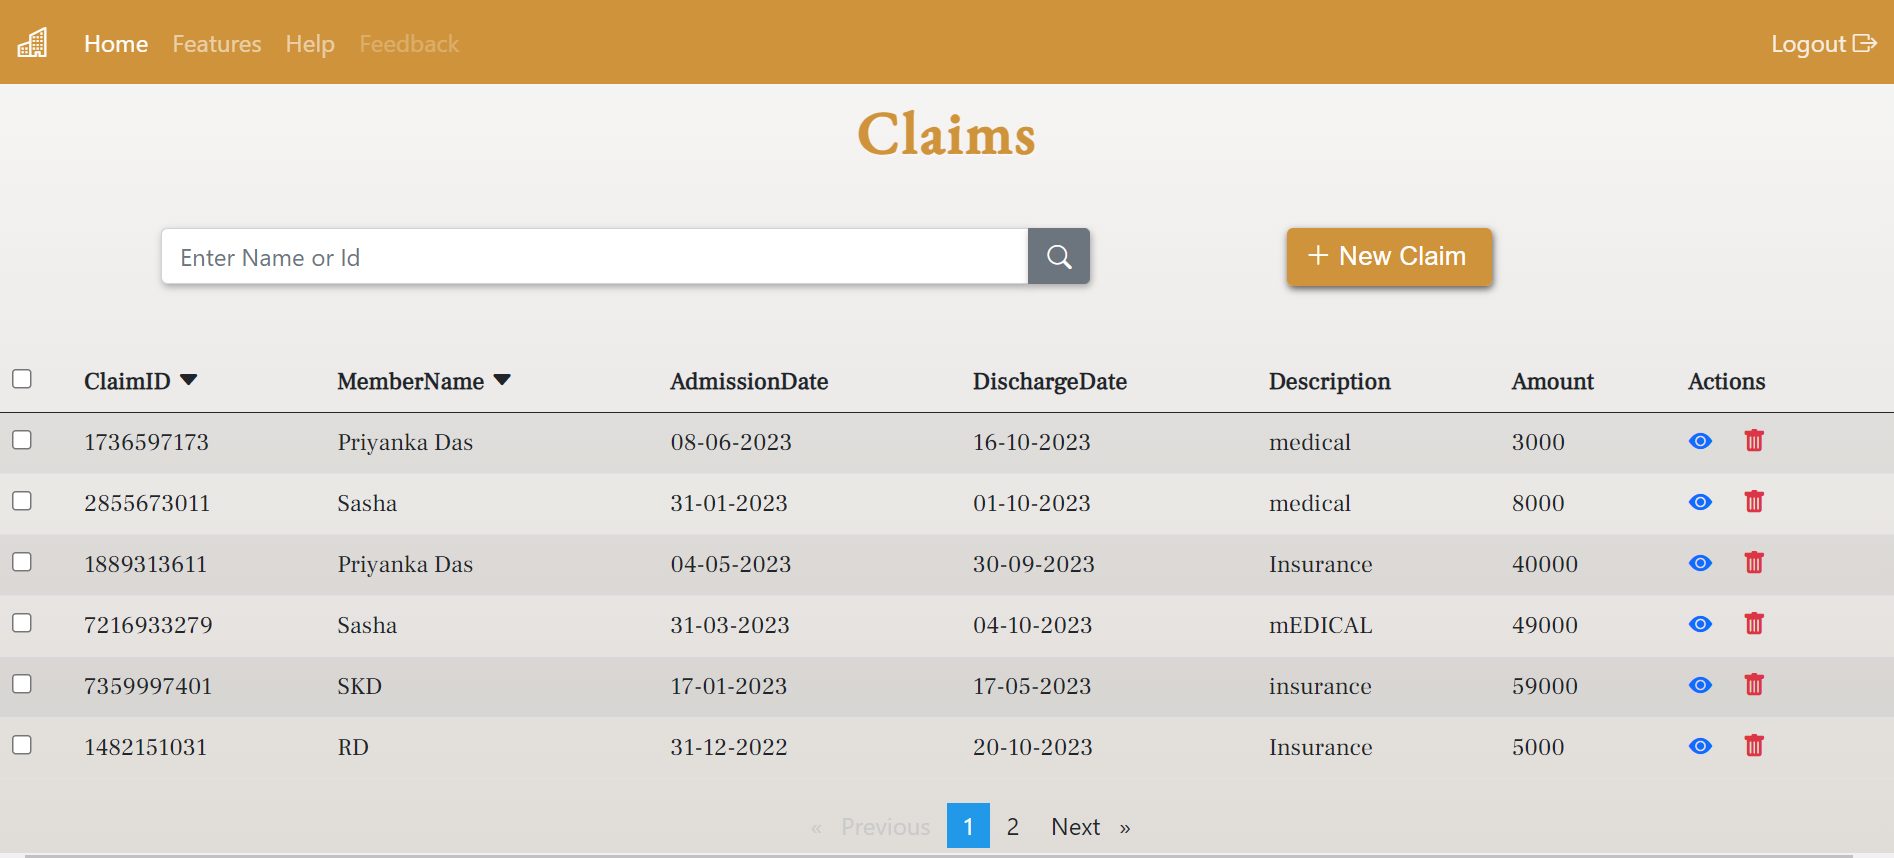 Home Features Help Feedback Logout
Claims
Enter Name or Id
New Claim
ClaimID MemberName AdmissionDate DischargeDate Description Amount Actions
1736597173 Priyanka Das 08-06-2023 16-10-2023 medical 3000
2855673011 Sasha 31-01-2023 01-10-2023 medical 8000
1889313611 Priyanka Das 04-05-2023 30-09-2023 Insurance 40000
7216933279 Sasha 31-03-2023 04-10-2023 mEDICAL 49000
7359997401 SKD 17-01-2023 17-05-2023 insurance 59000
1482151031 RD 31-12-2022 20-10-2023 Insurance 5000
« Previous 1 2 Next »